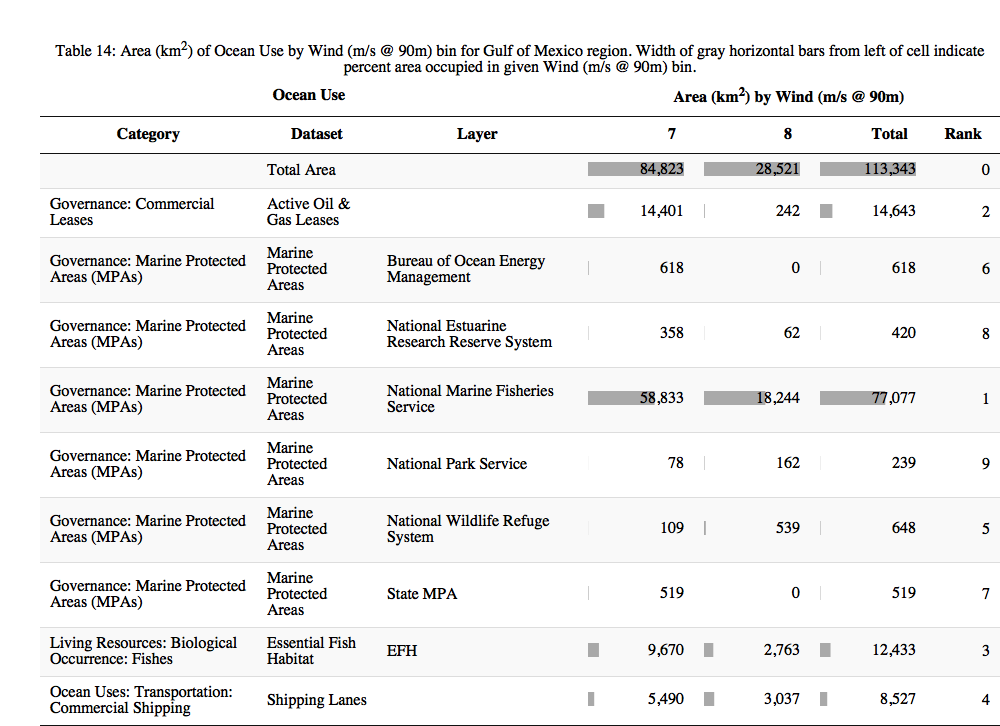 Table 14: Area (km²) of Ocean Use by Wind (m/s @ 90m) bin for Gulf of Mexico region. Width of gray horizontal bars from left of cell indicate
percent area occupied in given Wind (m/s @ 90m) bin.
Ocean Use Area (km²) by Wind (m/s @ 90m)
Category Dataset Layer 7 8 Total Rank
Total Area 84,823 28,521 113,343 0
Governance: Commercial
Leases
Active Oil &
Gas Leases
14,401 242 14,643 2
Governance: Marine Protected
Areas (MPAs)
Marine
Protected
Areas
Bureau of Ocean Energy
Management
618 0 618 6
Governance: Marine Protected
Areas (MPAs)
Marine
Protected
Areas
National Estuarine
Research Reserve System
358 62 420 8
Governance: Marine Protected
Areas (MPAs)
Marine
Protected
Areas
National Marine Fisheries
Service
58,833 18,244 77,077 1
Governance: Marine Protected
Areas (MPAs)
Marine
Protected
Areas
National Park Service
78 162 239 9
Governance: Marine Protected
Areas (MPAs)
Marine
Protected
Areas
National Wildlife Refuge
System
109 539 648 5
Governance: Marine Protected
Areas (MPAs)
Marine
Protected
Areas
State MPA
519 0 519 7
Living Resources: Biological
Occurrence: Fishes
Essential Fish
Habitat
EFH
9,670 2,763 12,433 3
Ocean Uses: Transportation:
Commercial Shipping
Shipping Lanes
5,490 3,037 8,527 4